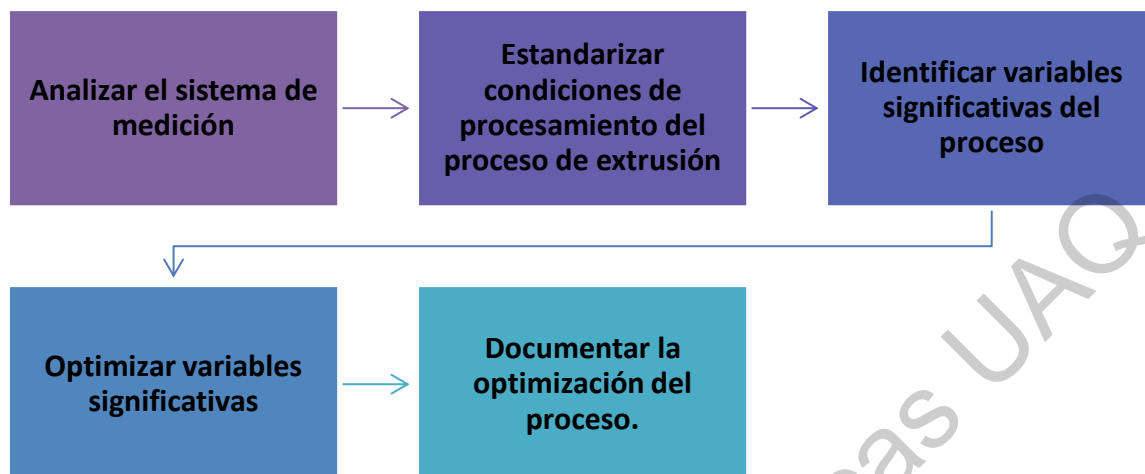 Analizar el sistema de
medición
Estandarizar
condiciones de
procesamiento del
proceso de extrusión
Identificar variables
significativas del
proceso
Optimizar variables
significativas
Documentar la
optimización del
proceso.
UAQ